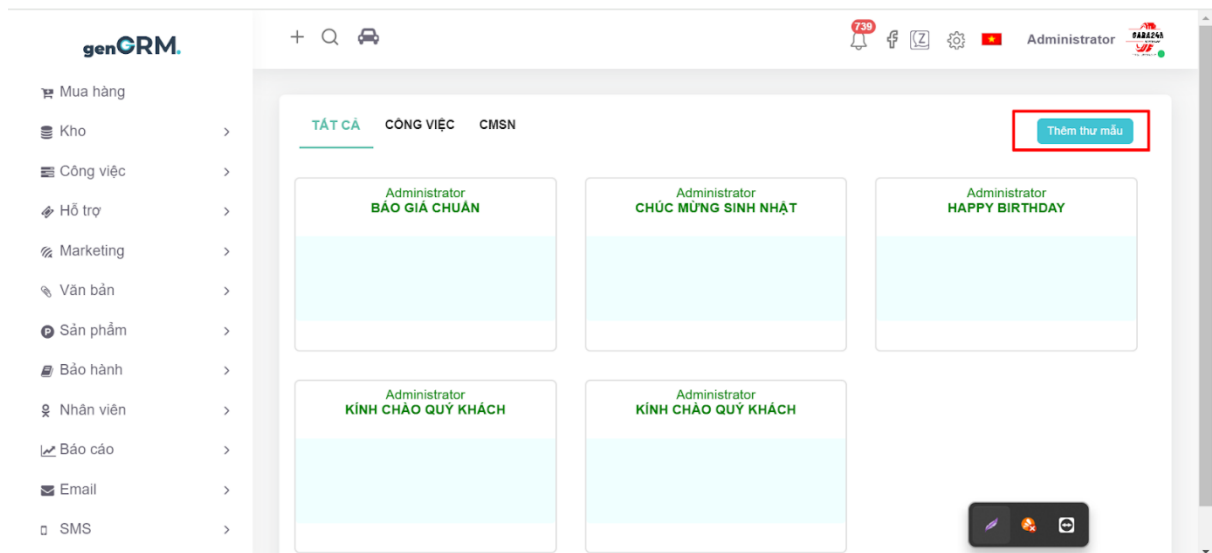 genCRM.
739
Administrator
BABA24H
Mua hàng
Kho
Công việc
Hỗ trợ
Marketing
Văn bản
Sản phẩm
Bảo hành
Nhân viên
Báo cáo
Email
SMS
TẤT CẢ CÔNG VIỆC CMSN
Thêm thư mẫu
Administrator
BÁO GIÁ CHUẨN
Administrator
CHÚC MỪNG SINH NHẬT
Administrator
HAPPY BIRTHDAY
Administrator
KÍNH CHÀO QUÝ KHÁCH
Administrator
KÍNH CHÀO QUÝ KHÁCH